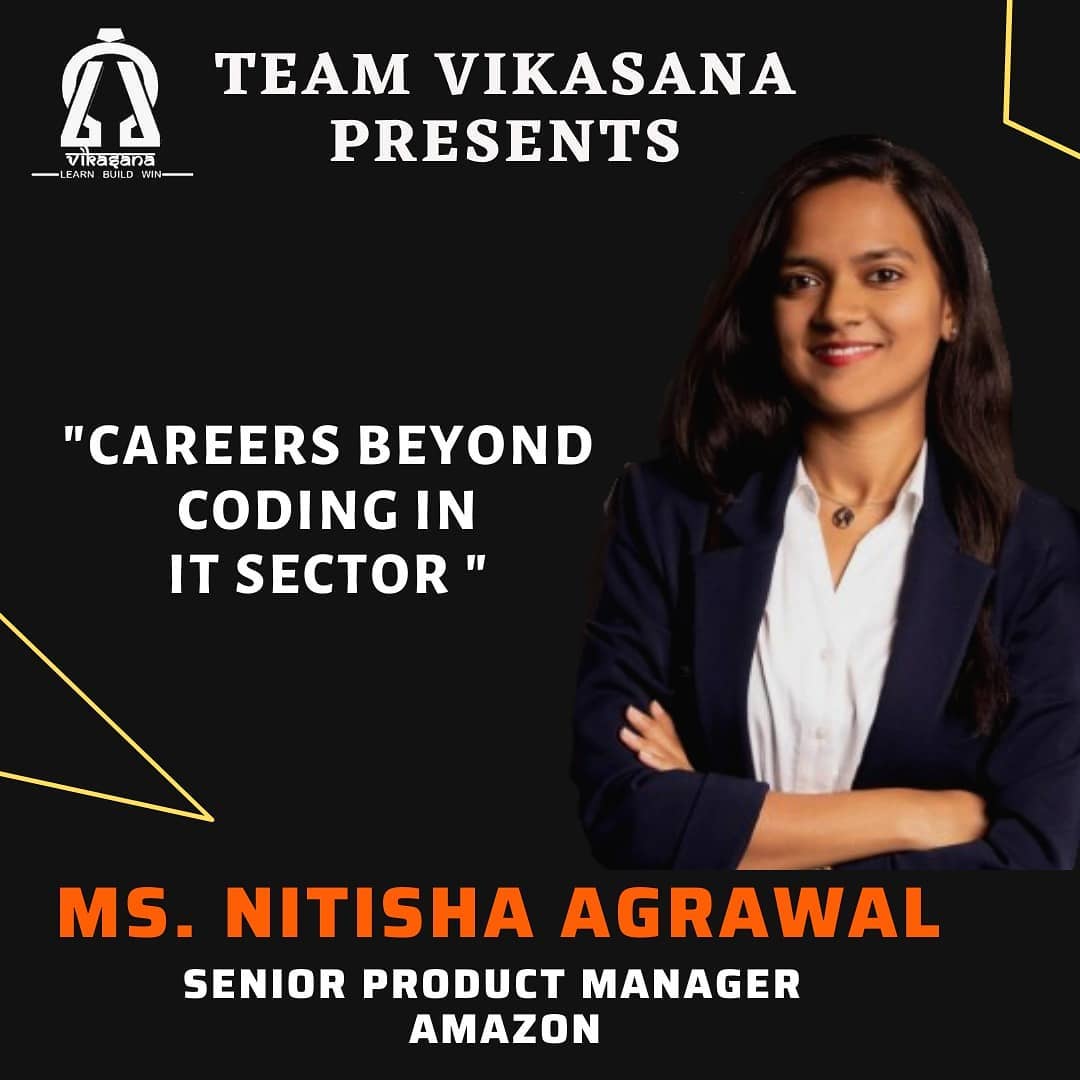 TEAM VIKASANA
PRESENTS
vikasana
LEARN BUILD WIN
"CAREERS BEYOND
CODING IN
IT SECTOR "
MS. NITISHA AGRAWAL
SENIOR PRODUCT MANAGER
AMAZON